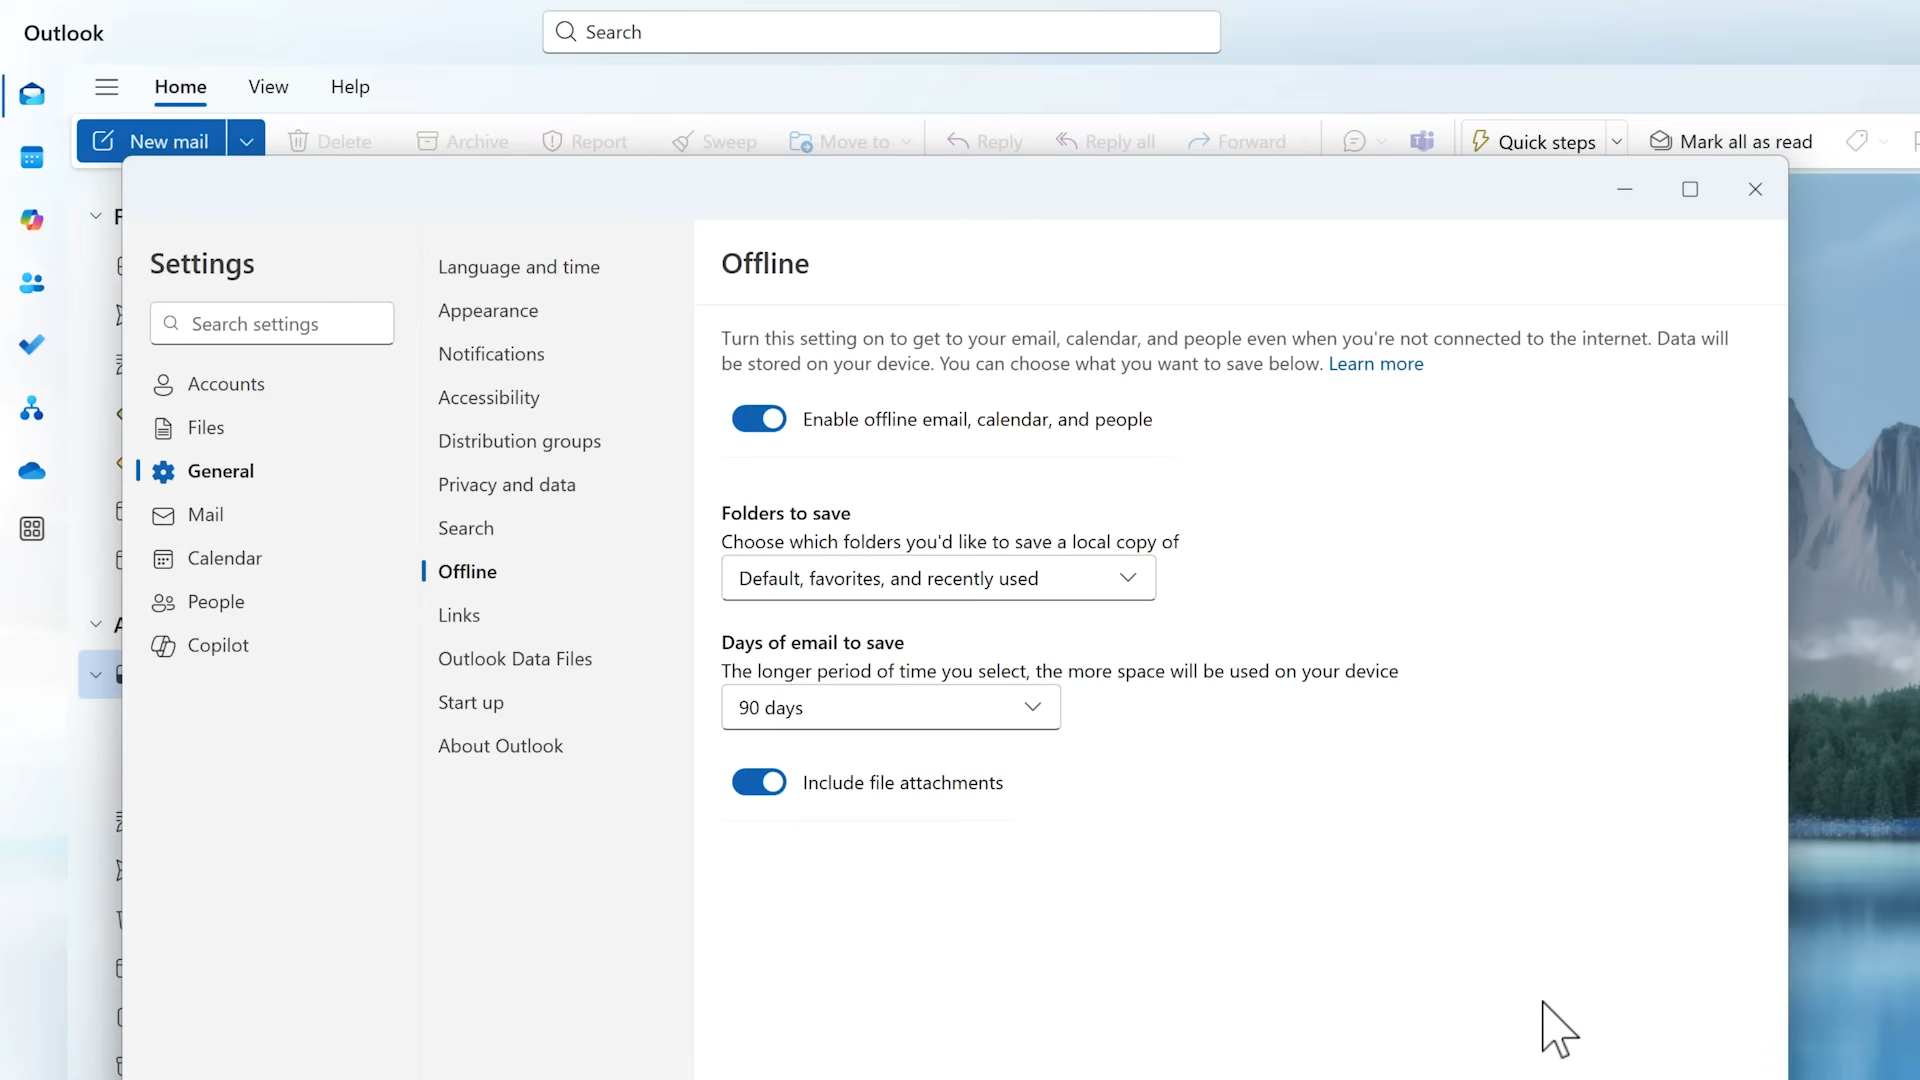 Outlook
Search
Home
View
Help
New mail
Delete
Archive
Report
Sweep
Move to
Reply
Reply all
Forward
Quick steps
Mark all as read
Settings
Search settings
Accounts
Files
General
Mail
Calendar
People
Copilot
Language and time
Appearance
Notifications
Accessibility
Distribution groups
Privacy and data
Search
Offline
Links
Outlook Data Files
Start up
About Outlook
Offline
Turn this setting on to get to your email, calendar, and people even when you're not connected to the internet. Data will
be stored on your device. You can choose what you want to save below. Learn more
Enable offline email, calendar, and people
Folders to save
Choose which folders you'd like to save a local copy of
Default, favorites, and recently used
Days of email to save
The longer period of time you select, the more space will be used on your device
90 days
Include file attachments